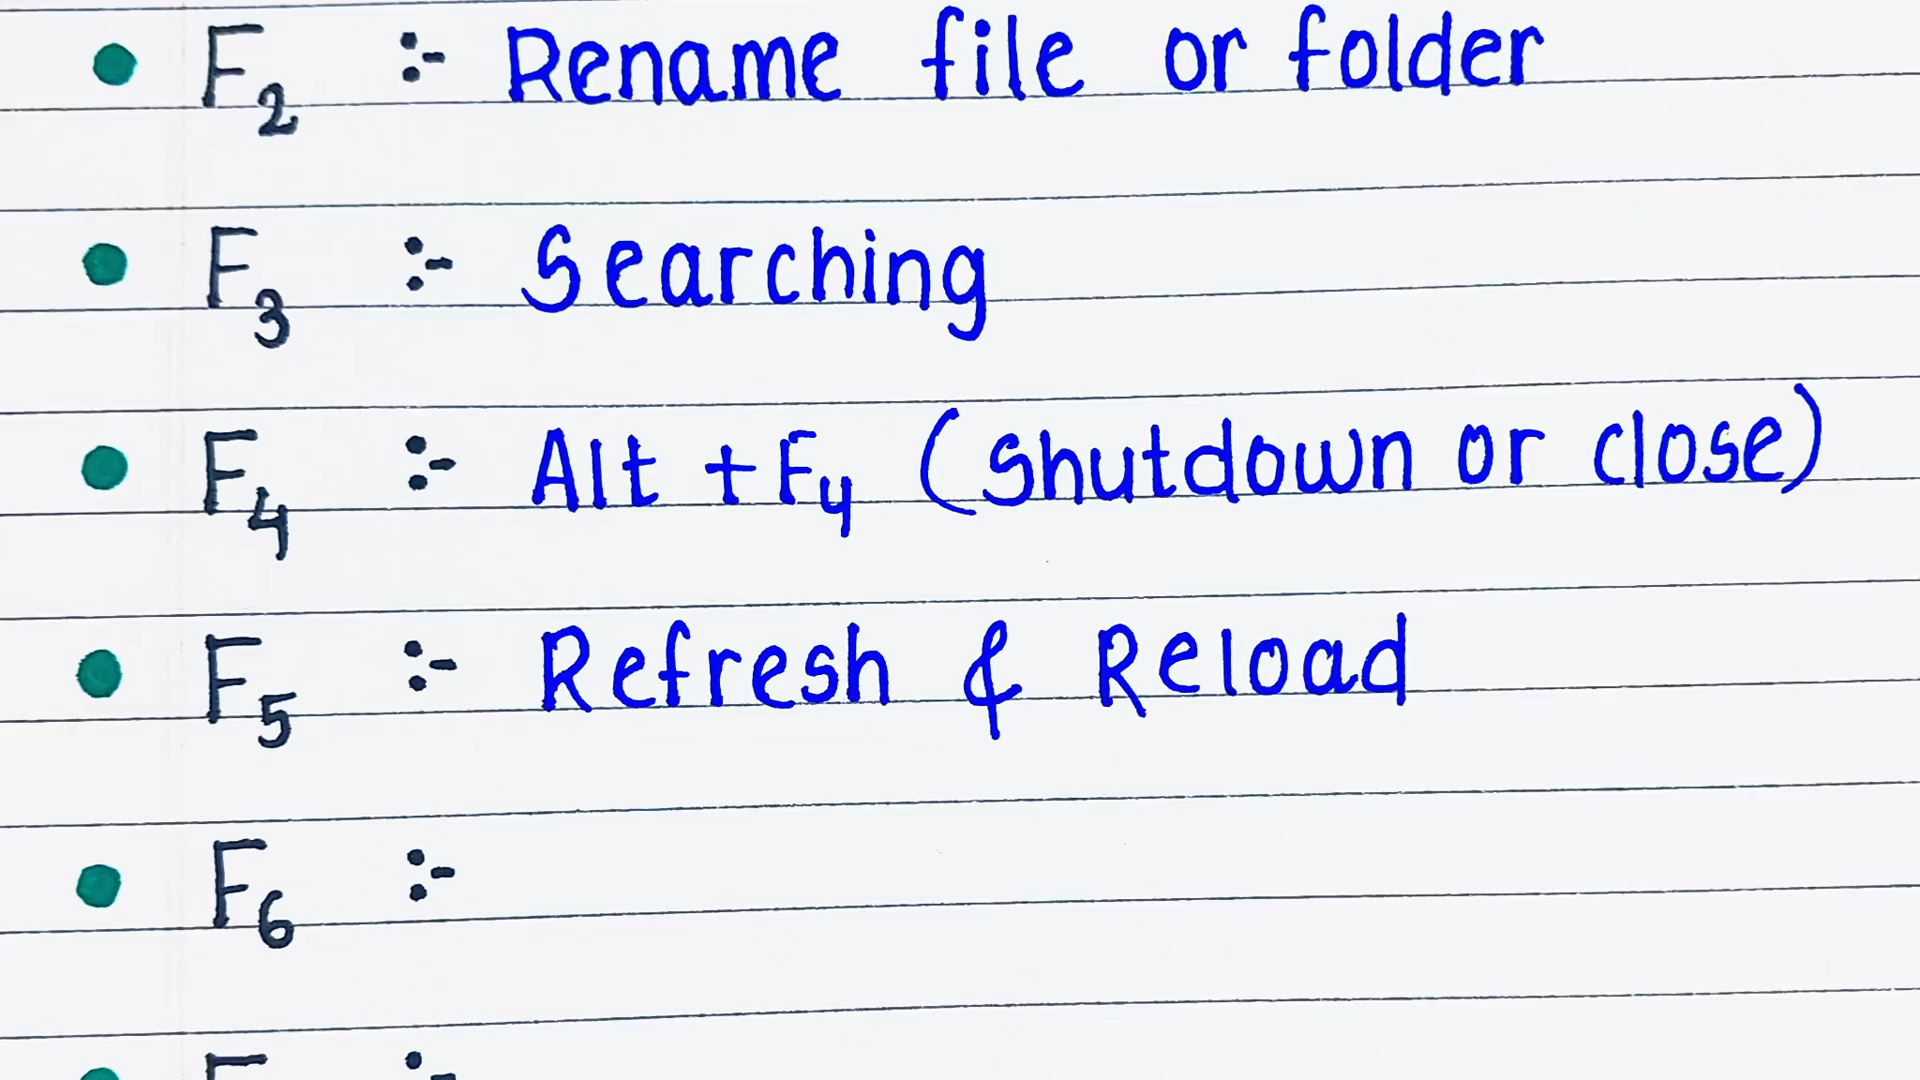 • F2 :- Rename file or folder
• F3 :- Searching
• F4 :- Alt + F4 (shutdown or close)
• F5 :- Refresh & Reload
• F6 :-